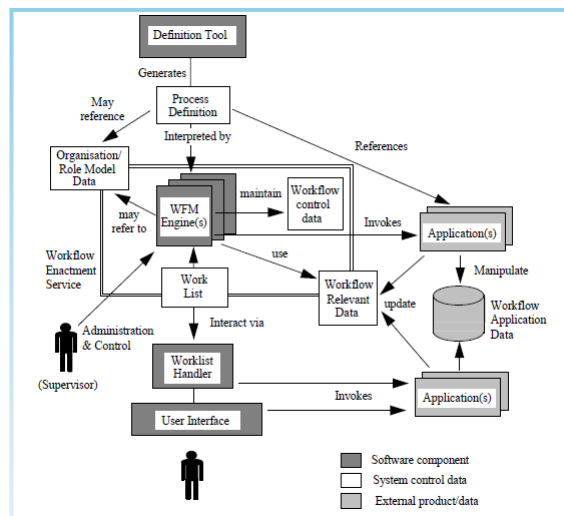 Definition Tool
Generates
May
reference
Process
Definition
Interpreted by
References
Organisation/
Role Model
Data
may
refer to
WFM
Engine(s)
maintain
Workflow
control
data
Invokes
Application(s)
use
Workflow
Enactment
Service
Work
List
Workflow
Relevant
Data
update
Manipulate
Workflow
Application
Data
Administration
& Control
Interact via
(Supervisor)
Worklist
Handler
Invokes
Application(s)
User Interface
Software component
System control data
External product/data